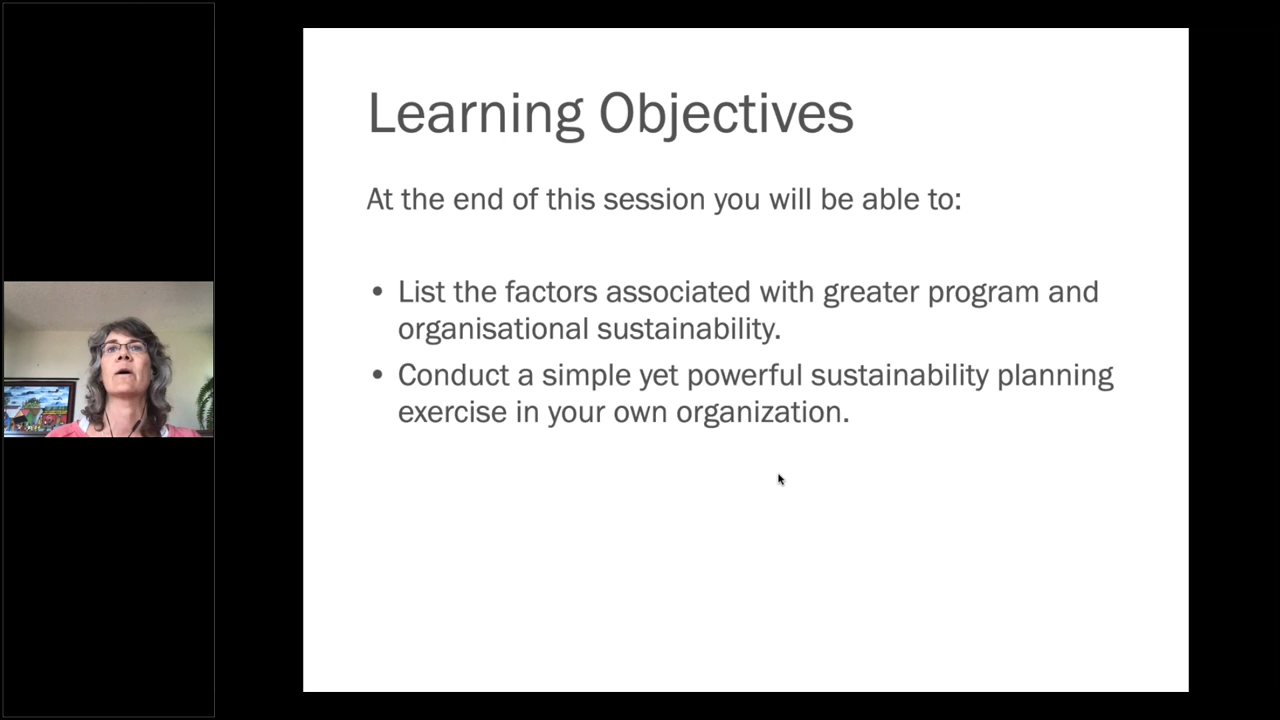 Learning Objectives
At the end of this session you will be able to:
• List the factors associated with greater program and
organisational sustainability.
• Conduct a simple yet powerful sustainability planning
exercise in your own organization.